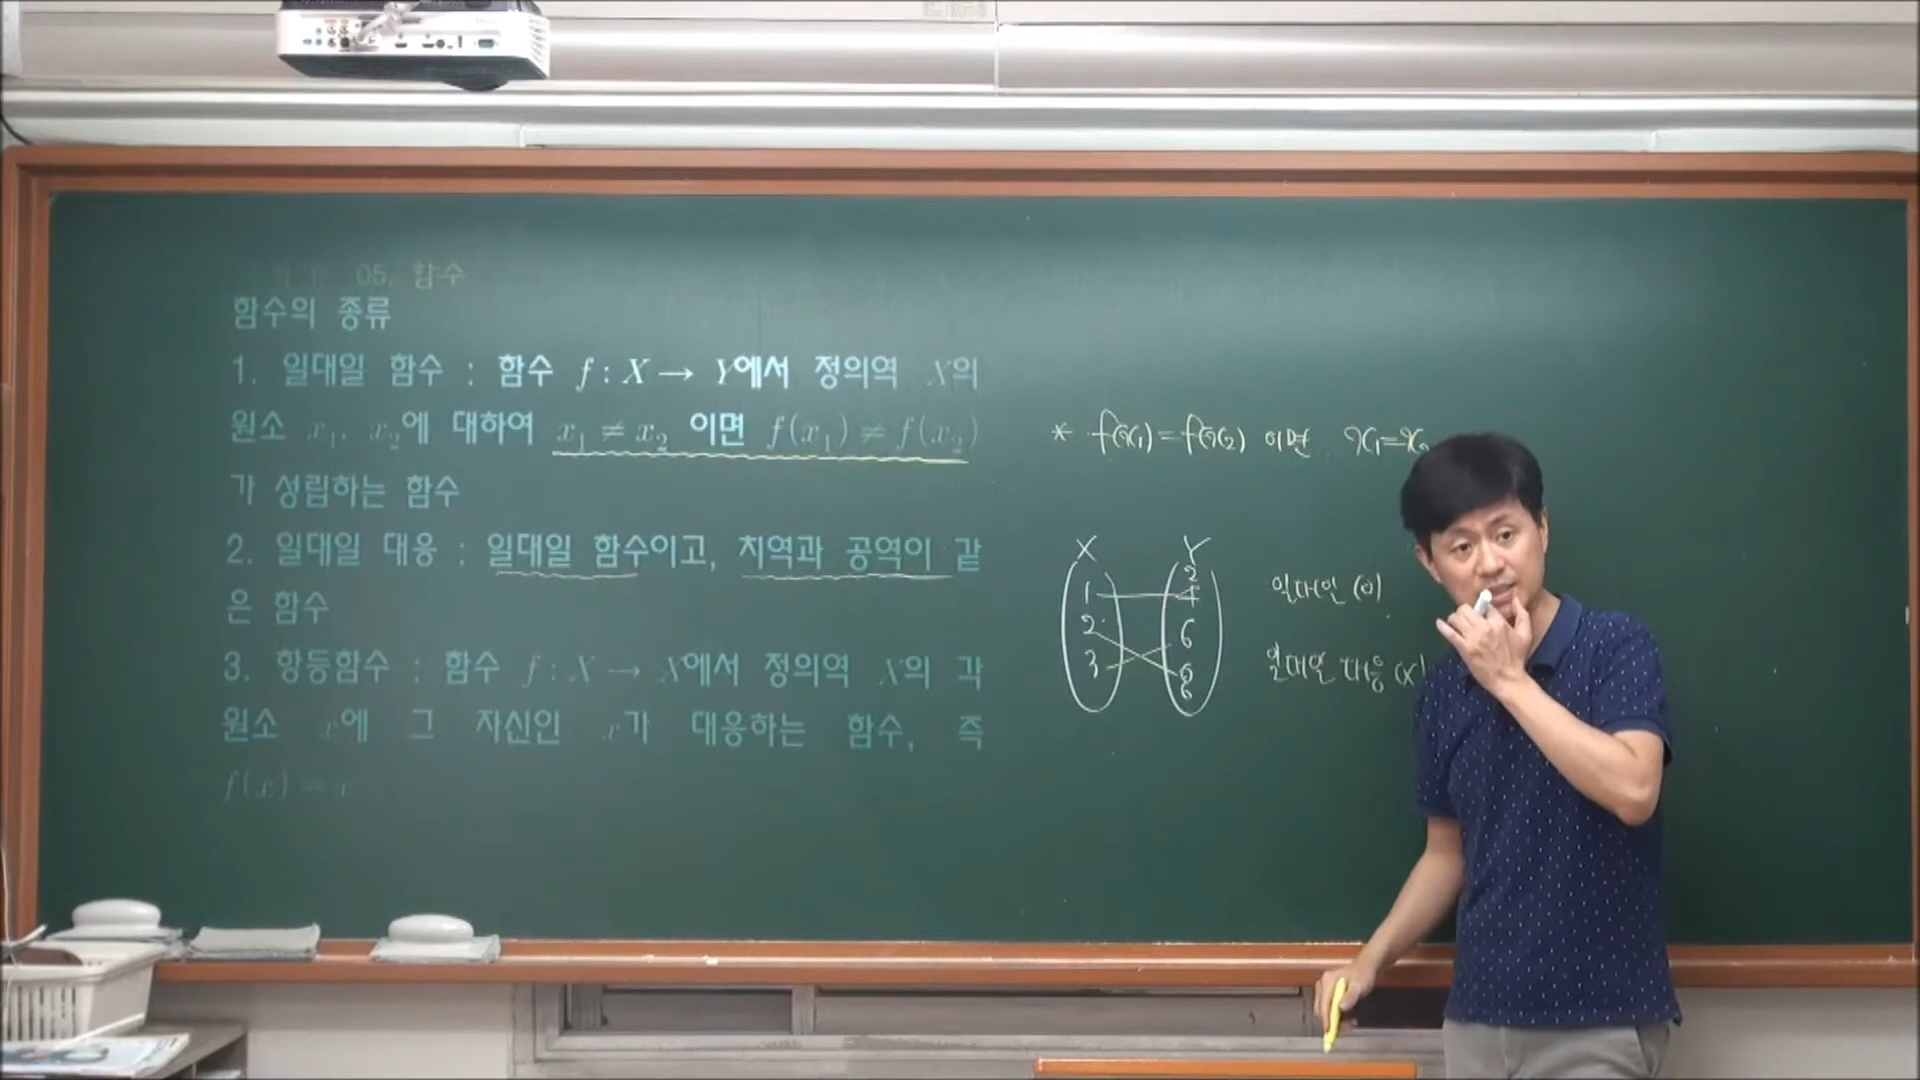 05. 함수
함수의 종류
1. 일대일 함수 : 함수 f : X → Y에서 정의역 X의
원소 x₁, x₂에 대하여 x₁ ≠ x₂ 이면 f(x₁) ≠ f(x₂)
가 성립하는 함수
2. 일대일 대응 : 일대일 함수이고, 치역과 공역이 같
은 함수
3. 항등함수 : 함수 f : X → X에서 정의역 X의 각
원소 x에 그 자신인 x가 대응하는 함수, 즉
f(x) = x
* f(x₁) = f(x₂) 이면 x₁=x₂
X Y
2
1 4
2 6
3 8
일대일 (o)
일대일 대응 (x)